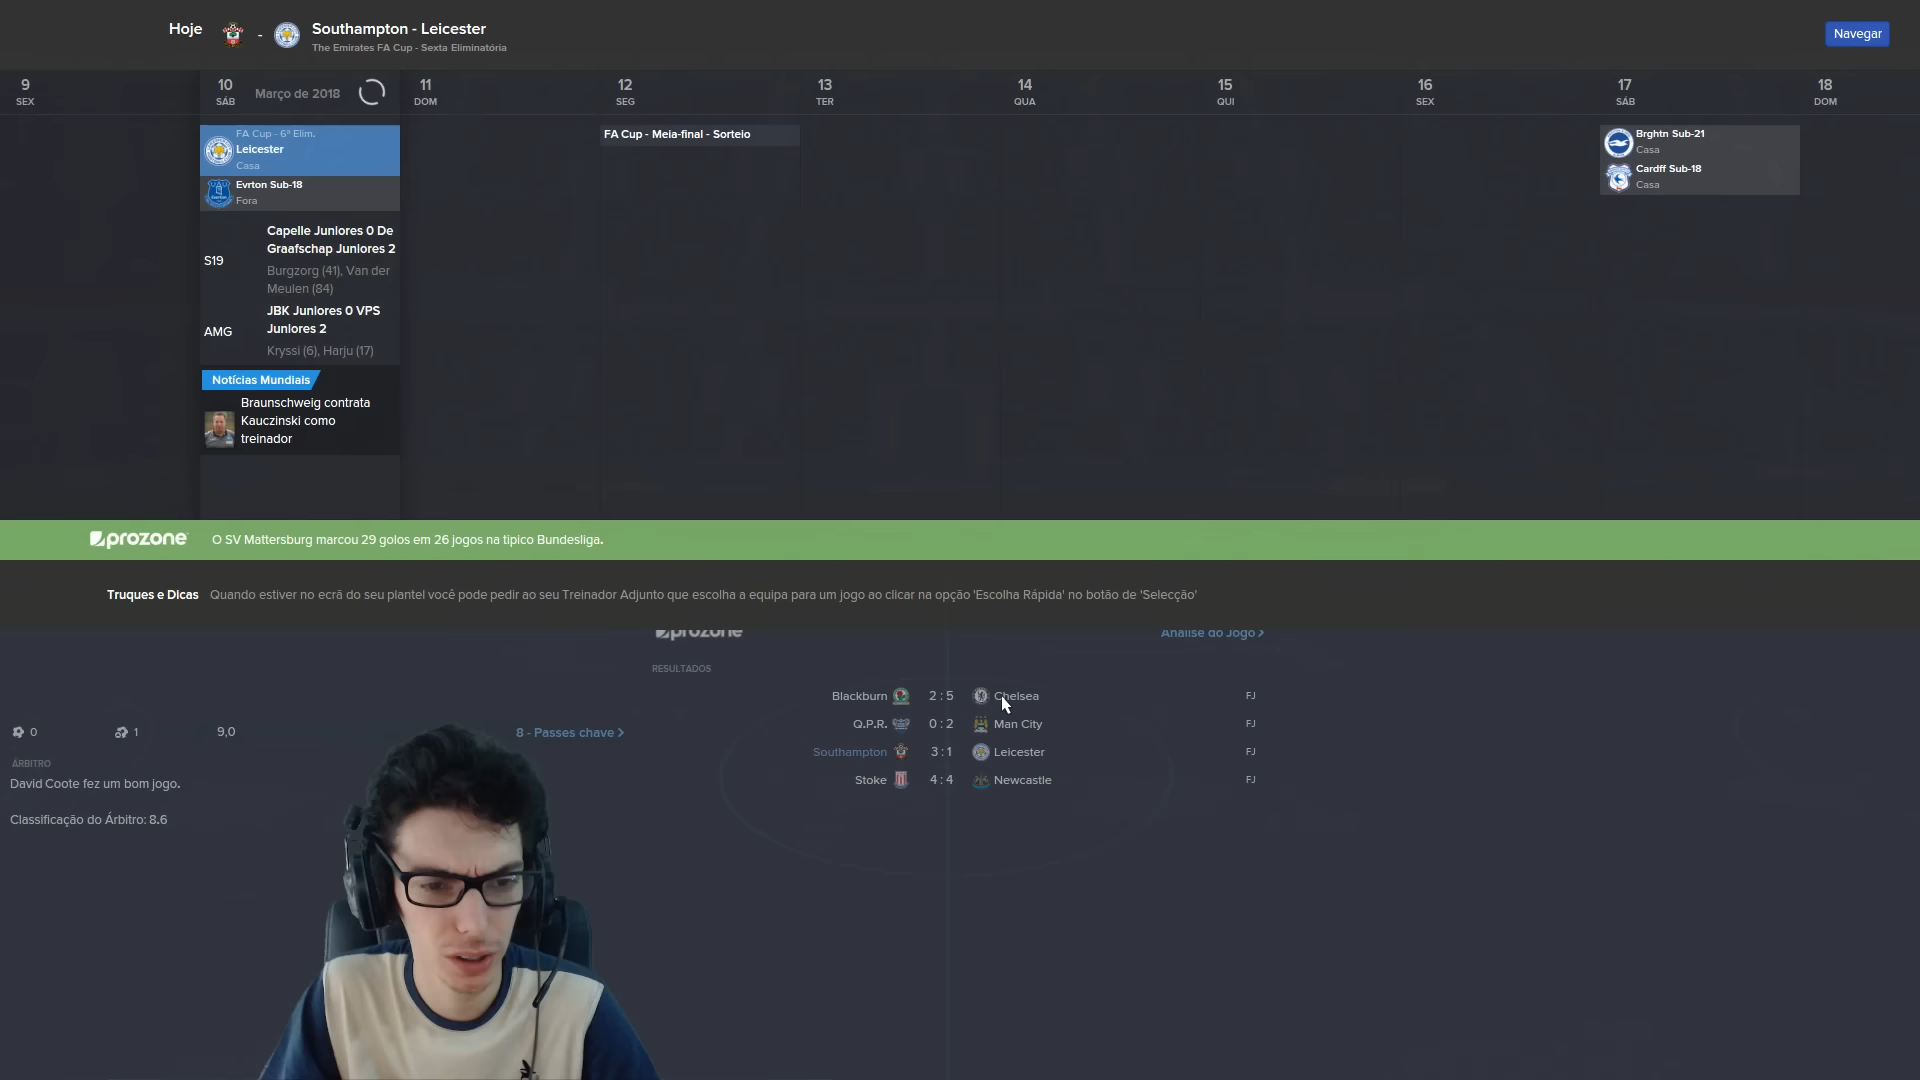 Hoje
-
Southampton - Leicester
The Emirates FA Cup - Sexta Eliminatória
Navegar
9
SEX
10
SÁB
Março de 2018
11
DOM
12
SEG
13
TER
14
QUA
15
QUI
16
SEX
17
SÁB
18
DOM
FA Cup - 6ª Elim.
Leicester
Casa
Evrton Sub-18
Fora
S19
Capelle Juniores 0 De
Graafschap Juniores 2
Burgzorg (41), Van der
Meulen (84)
AMG
JBK Juniores 0 VPS
Juniores 2
Kryssi (6), Harju (17)
Notícias Mundiais
Braunschweig contrata
Kauczinski como
treinador
FA Cup - Meia-final - Sorteio
Brghtn Sub-21
Casa
Cardff Sub-18
Casa
prozone
O SV Mattersburg marcou 29 golos em 26 jogos na tipico Bundesliga.
Truques e Dicas
Quando estiver no ecrã do seu plantel você pode pedir ao seu Treinador Adjunto que escolha a equipa para um jogo ao clicar na opção 'Escolha Rápida' no botão de 'Selecção'
prozone
Análise do Jogo >
RESULTADOS
Blackburn 2 : 5 Chelsea FJ
Q.P.R. 0 : 2 Man City FJ
Southampton 3 : 1 Leicester FJ
Stoke 4 : 4 Newcastle FJ
0
1
9,0
8 - Passes chave >
ÁRBITRO
David Coote fez um bom jogo.
Classificação do Árbitro: 8.6